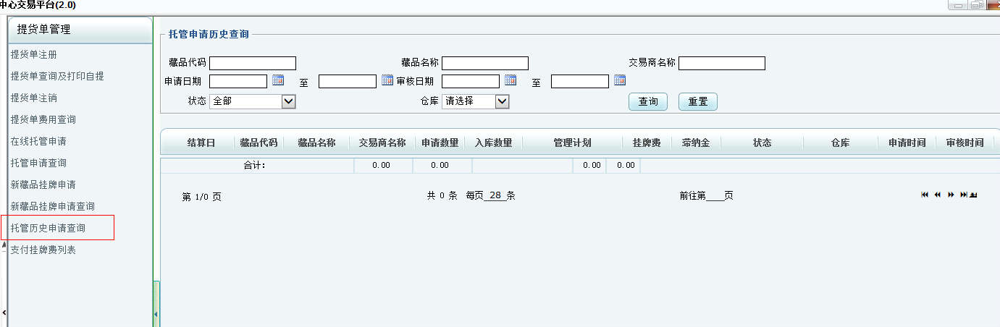 中心交易平台(2.0)
提货单管理
提货单注册
提货单查询及打印自提
提货单注销
提货单费用查询
在线托管申请
托管申请查询
新藏品挂牌申请
新藏品挂牌申请查询
托管历史申请查询
支付挂牌费列表
托管申请历史查询
藏品代码 藏品名称 交易商名称
申请日期 至 审核日期 至
状态 全部 仓库 请选择 查询 重置
结算日 藏品代码 藏品名称 交易商名称 申请数量 入库数量 管理计划 挂牌费 滞纳金 状态 仓库 申请时间 审核时间
合计: 0.00 0.00 0.00 0.00
第 1/0 页 共 0 条 每页 28 条 前往第 页